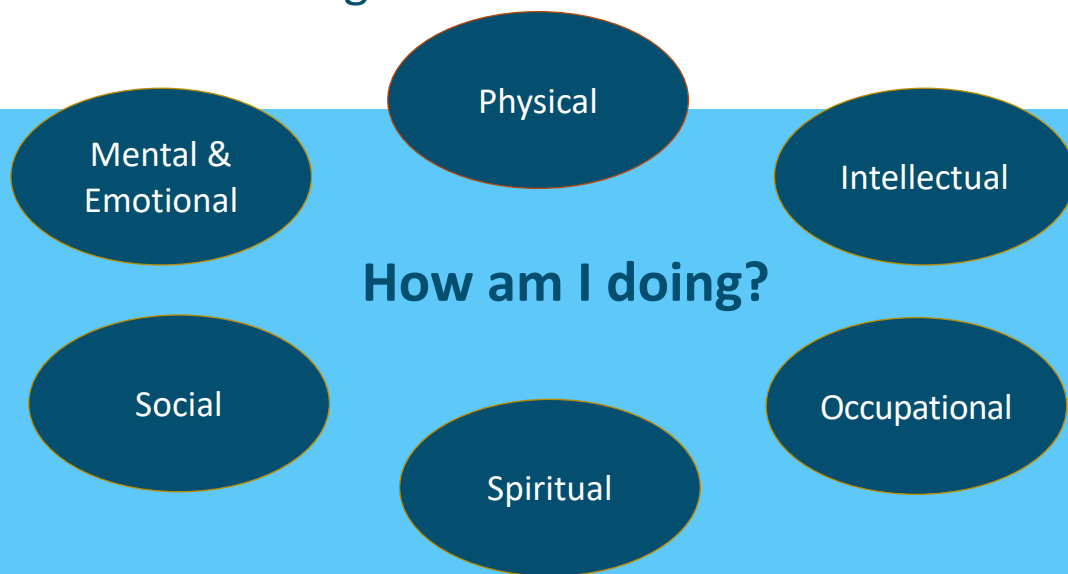 Physical
Mental &
Emotional
Intellectual
How am I doing?
Social
Occupational
Spiritual